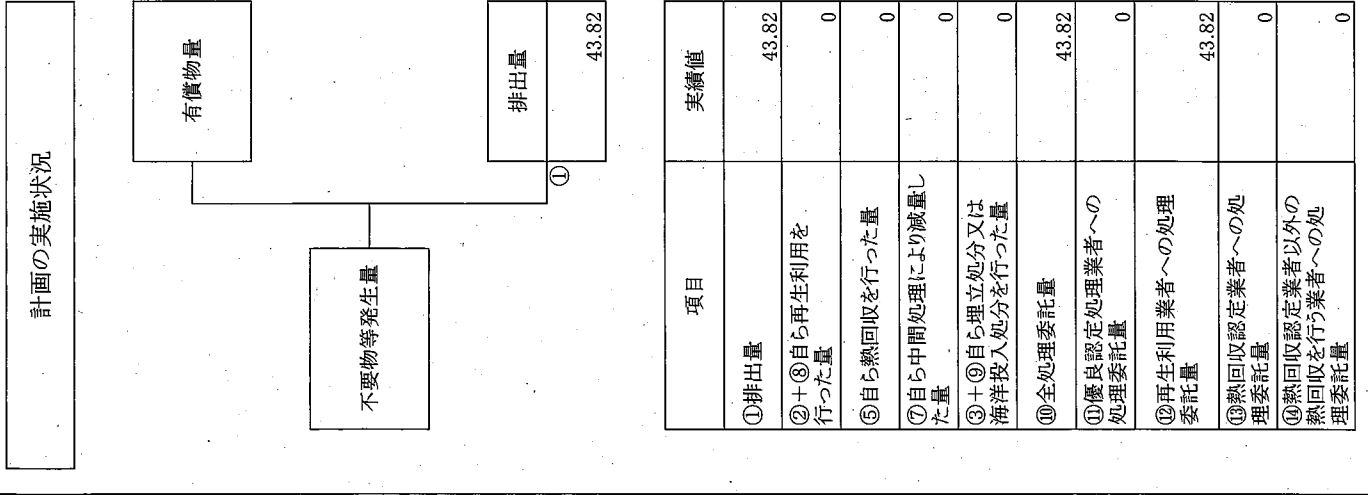 計画の実施状況
有償物量
不要物等発生量
排出量
①
43.82
項目
実績値
①排出量
43.82
②+⑧自ら再生利用を
行った量
0
⑤自ら熱回収を行った量
0
⑦自ら中間処理により減量し
た量
0
③+⑨自ら埋立処分又は
海洋投入処分を行った量
0
⑩全処理委託量
43.82
⑪優良認定処理業者への
処理委託量
0
⑫再生利用業者への処理
委託量
43.82
⑬熱回収認定業者への処
理委託量
0
⑭熱回収認定業者以外の
熱回収を行う業者への処
理委託量
0